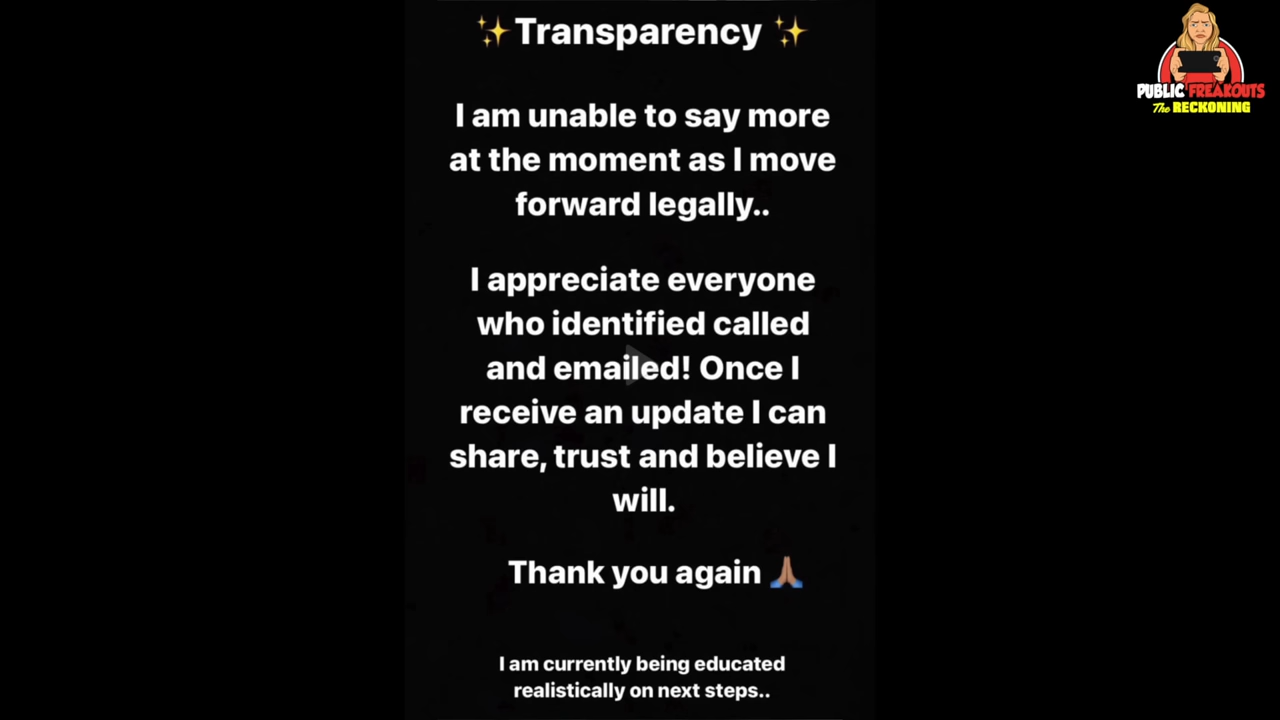 ✨Transparency ✨
I am unable to say more
at the moment as I move
forward legally..
I appreciate everyone
who identified called
and emailed! Once I
receive an update I can
share, trust and believe I
will.
Thank you again 🙏🏽
I am currently being educated
realistically on next steps..
PUBLIC FREAKOUTS
The RECKONING